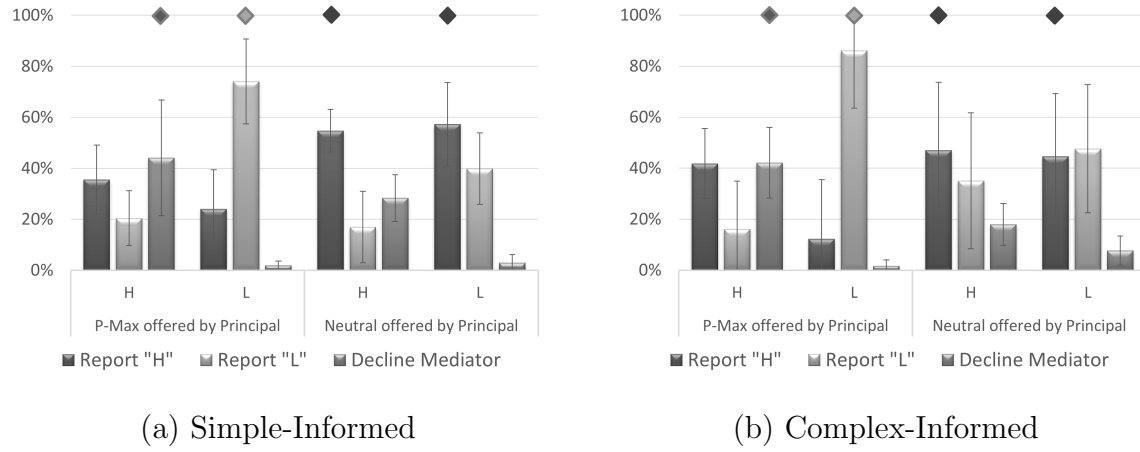 100%
80%
60%
40%
20%
0%
H
L
H
L
P-Max offered by Principal
Neutral offered by Principal
Report "H"
Report "L"
Decline Mediator
(a) Simple-Informed
100%
80%
60%
40%
20%
0%
H
L
H
L
P-Max offered by Principal
Neutral offered by Principal
Report "H"
Report "L"
Decline Mediator
(b) Complex-Informed